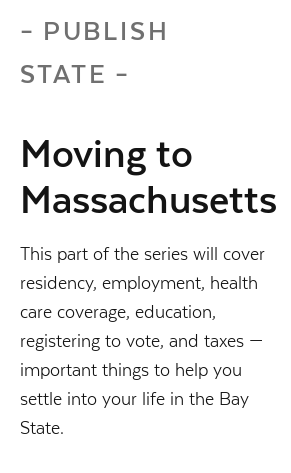 – PUBLISH
STATE –
Moving to
Massachusetts
This part of the series will cover
residency, employment, health
care coverage, education,
registering to vote, and taxes —
important things to help you
settle into your life in the Bay
State.